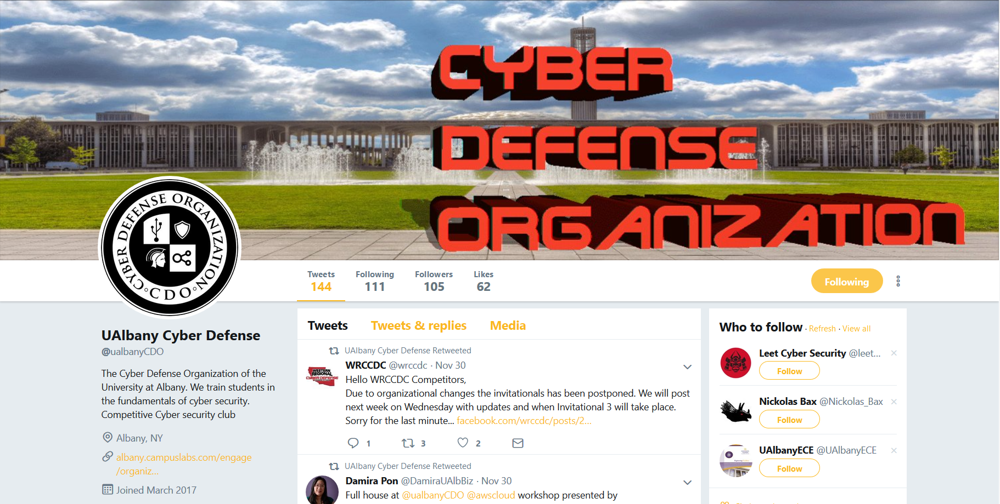 CYBER
DEFENSE
ORGANIZATION
CYBER DEFENSE ORGANIZATION
CDO
Tweets
144
Following
111
Followers
105
Likes
62
Following
UAlbany Cyber Defense
@ualbanyCDO
The Cyber Defense Organization of the
University at Albany. We train students in
the fundamentals of cyber security.
Competitive Cyber security club
Albany, NY
albany.campuslabs.com/engage
/organiz...
Joined March 2017
Tweets Tweets & replies Media
UAlbany Cyber Defense Retweeted
WESTERN
REGIONAL
CYBER DEFENSE
WRCCDC @wrccdc · Nov 30
Hello WRCCDC Competitors,
Due to organizational changes the invitationals has been postponed. We will post
next week on Wednesday with updates and when Invitational 3 will take place.
Sorry for the last minute... facebook.com/wrccdc/posts/2...
1 3 2
UAlbany Cyber Defense Retweeted
Damira Pon @DamiraUAlbBiz · Nov 30
Full house at @ualbanyCDO @awscloud workshop presented by
Who to follow · Refresh · View all
Leet Cyber Security @leet...
Follow
Nickolas Bax @Nickolas_Bax
Follow
UAlbanyECE @UAlbanyECE
Follow